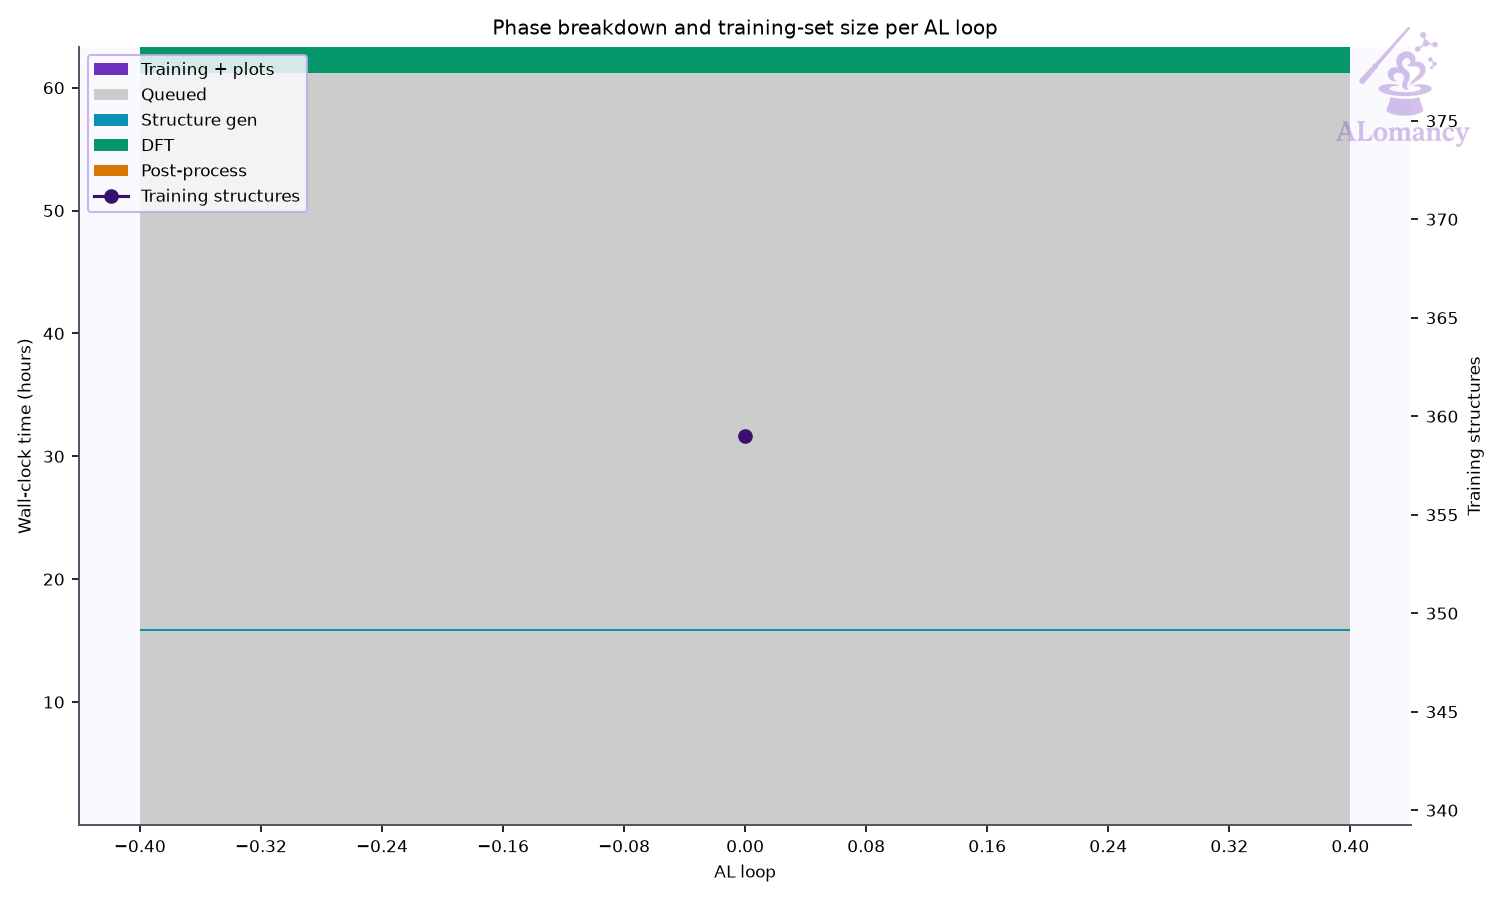 Phase breakdown and training-set size per AL loop
Training + plots
Queued
Structure gen
DFT
Post-process
Training structures
ALomancy
Wall-clock time (hours)
60
50
40
30
20
10
375
370
365
360
355
350
345
340
Training structures
−0.40 −0.32 −0.24 −0.16 −0.08 0.00 0.08 0.16 0.24 0.32 0.40
AL loop